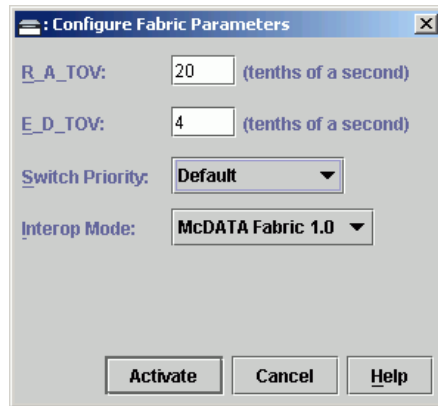 : Configure Fabric Parameters
R_A_TOV: 20 (tenths of a second)
E_D_TOV: 4 (tenths of a second)
Switch Priority: Default
Interop Mode: McDATA Fabric 1.0
Activate Cancel Help